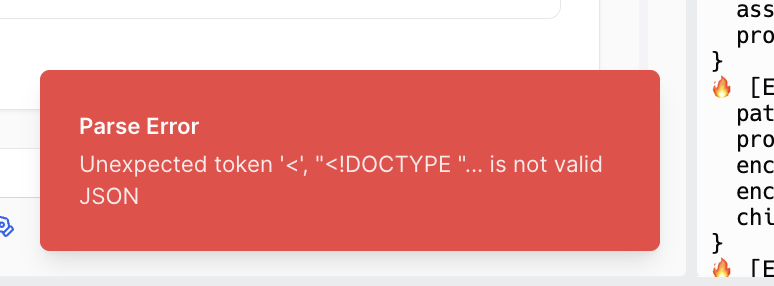 ass
pro
}
Parse Error
Unexpected token '<', "<!DOCTYPE "... is not valid
JSON
🔥 [E
pat
pro
enc
enc
chi
}
🔥 [E